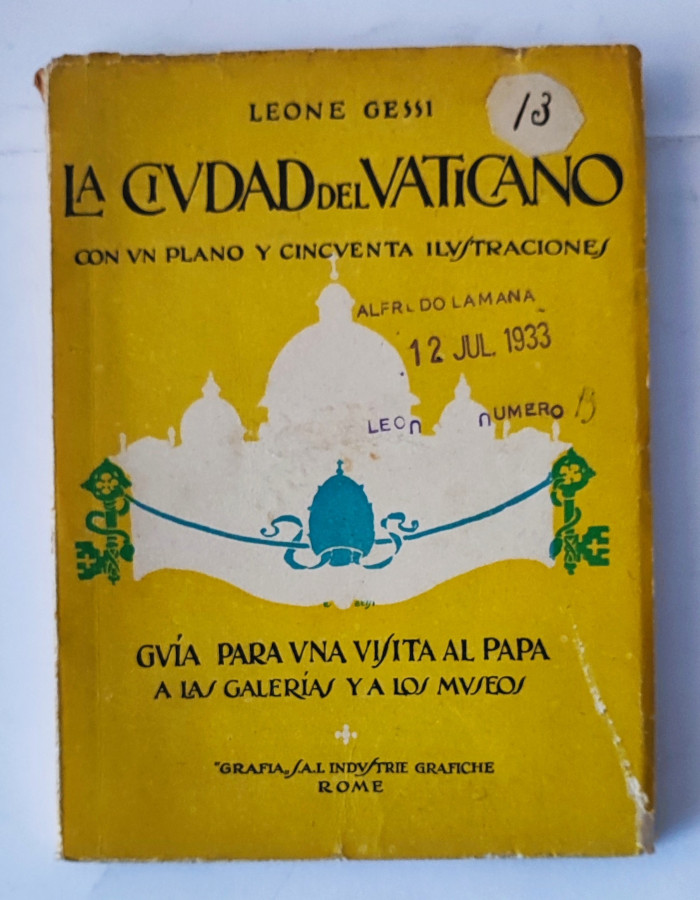 LEONE GESSI
13
LA CIVDAD DEL VATICANO
CON VN PLANO Y CINCVENTA ILVSTRACIONES
ALFREDO LAMANA
12 JUL. 1933
LEON NUMERO 13
GVÍA PARA VNA VISITA AL PAPA
A LAS GALERÍAS Y A LOS MVSEOS
"GRAFIA„ S.A.I. INDVSTRIE GRAFICHE
ROME